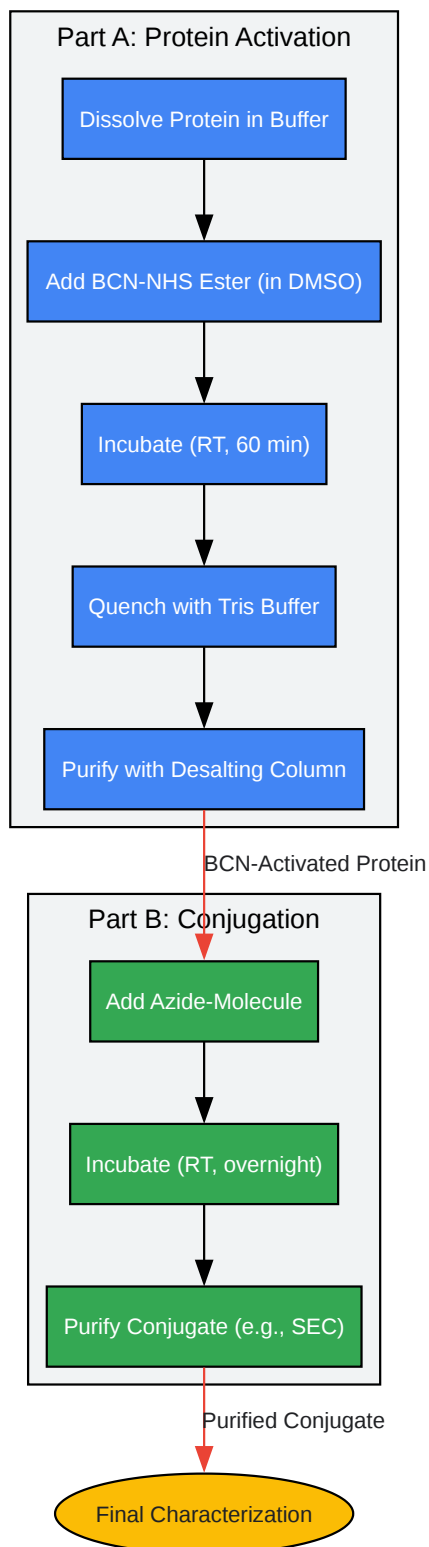 Part A: Protein Activation
Dissolve Protein in Buffer
Add BCN-NHS Ester (in DMSO)
Incubate (RT, 60 min)
Quench with Tris Buffer
Purify with Desalting Column
BCN-Activated Protein
Part B: Conjugation
Add Azide-Molecule
Incubate (RT, overnight)
Purify Conjugate (e.g., SEC)
Purified Conjugate
Final Characterization